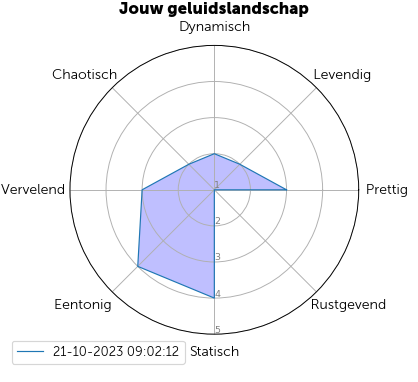 Jouw geluidslandschap
Dynamisch
Chaotisch
Levendig
Vervelend
1
Prettig
2
3
4
Eentonig
Rustgevend
5
21-10-2023 09:02:12
Statisch